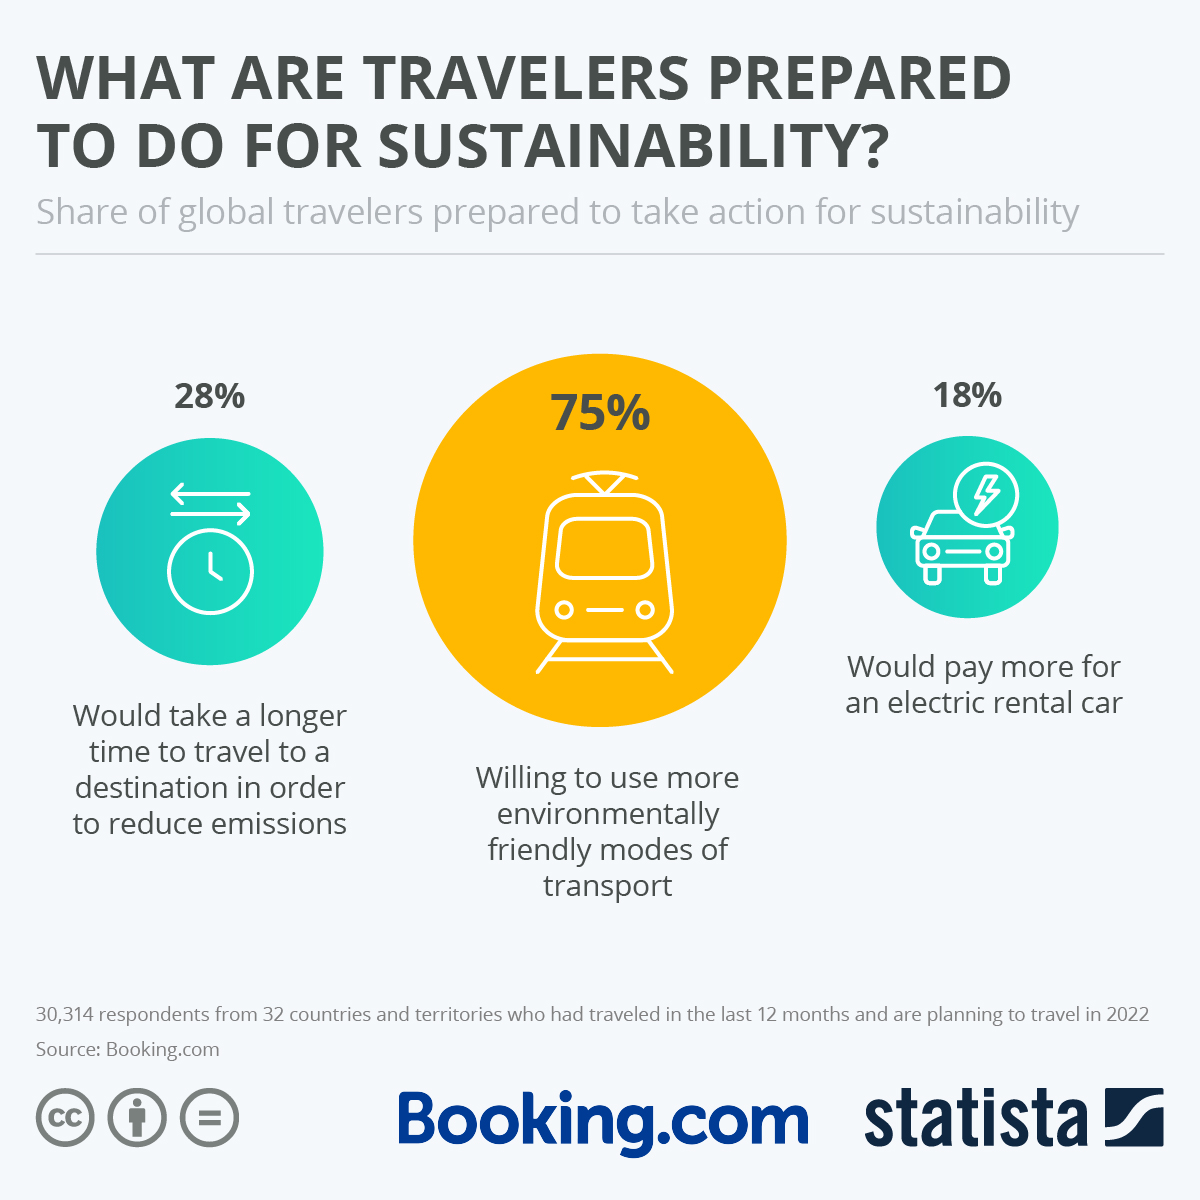 WHAT ARE TRAVELERS PREPARED
TO DO FOR SUSTAINABILITY?
Share of global travelers prepared to take action for sustainability
28%
Would take a longer
time to travel to a
destination in order
to reduce emissions
75%
Willing to use more
environmentally
friendly modes of
transport
18%
Would pay more for
an electric rental car
30,314 respondents from 32 countries and territories who had traveled in the last 12 months and are planning to travel in 2022
Source: Booking.com
cc
Booking.com
statista